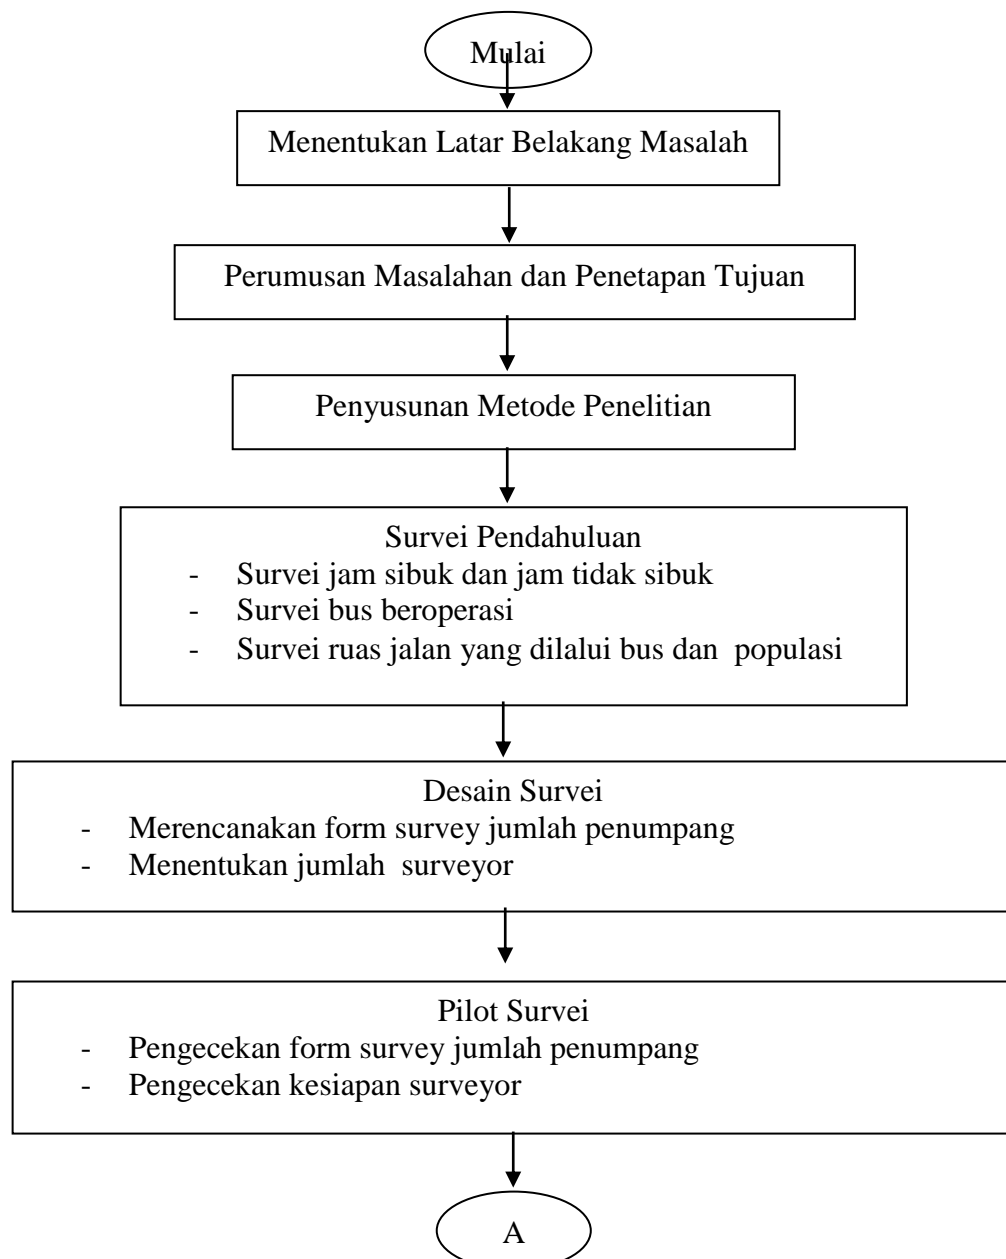 Mulai
Menentukan Latar Belakang Masalah
Perumusan Masalahan dan Penetapan Tujuan
Penyusunan Metode Penelitian
Survei Pendahuluan
- Survei jam sibuk dan jam tidak sibuk
- Survei bus beroperasi
- Survei ruas jalan yang dilalui bus dan  populasi
Desain Survei
- Merencanakan form survey jumlah penumpang
- Menentukan jumlah  surveyor
Pilot Survei
- Pengecekan form survey jumlah penumpang
- Pengecekan kesiapan surveyor
A